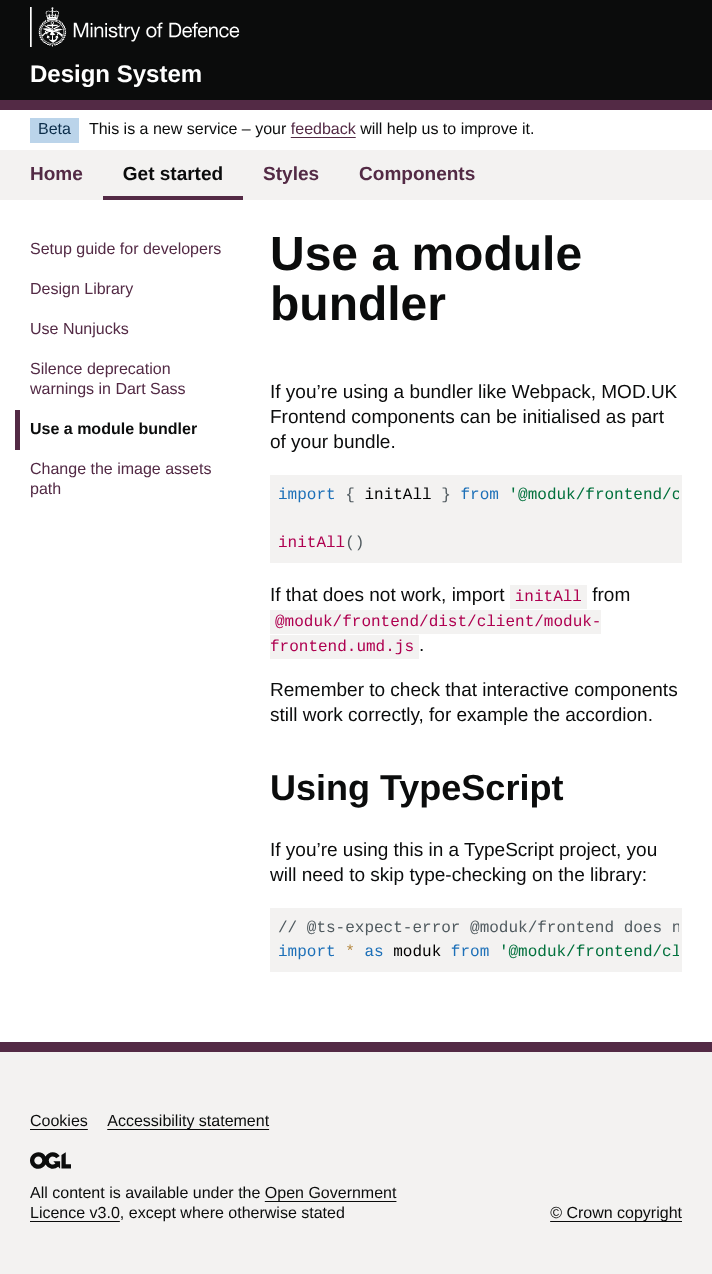 Ministry of Defence
Design System
Beta This is a new service – your feedback will help us to improve it.
Home Get started Styles Components
Setup guide for developers
Design Library
Use Nunjucks
Silence deprecation
warnings in Dart Sass
Use a module bundler
Change the image assets
path
Use a module
bundler
If you’re using a bundler like Webpack, MOD.UK
Frontend components can be initialised as part
of your bundle.
import { initAll } from '@moduk/frontend/c
initAll()
If that does not work, import initAll from
@moduk/frontend/dist/client/moduk-
frontend.umd.js.
Remember to check that interactive components
still work correctly, for example the accordion.
Using TypeScript
If you’re using this in a TypeScript project, you
will need to skip type-checking on the library:
// @ts-expect-error @moduk/frontend does n
import * as moduk from '@moduk/frontend/cl
Cookies Accessibility statement
OGL
All content is available under the Open Government
Licence v3.0, except where otherwise stated
© Crown copyright